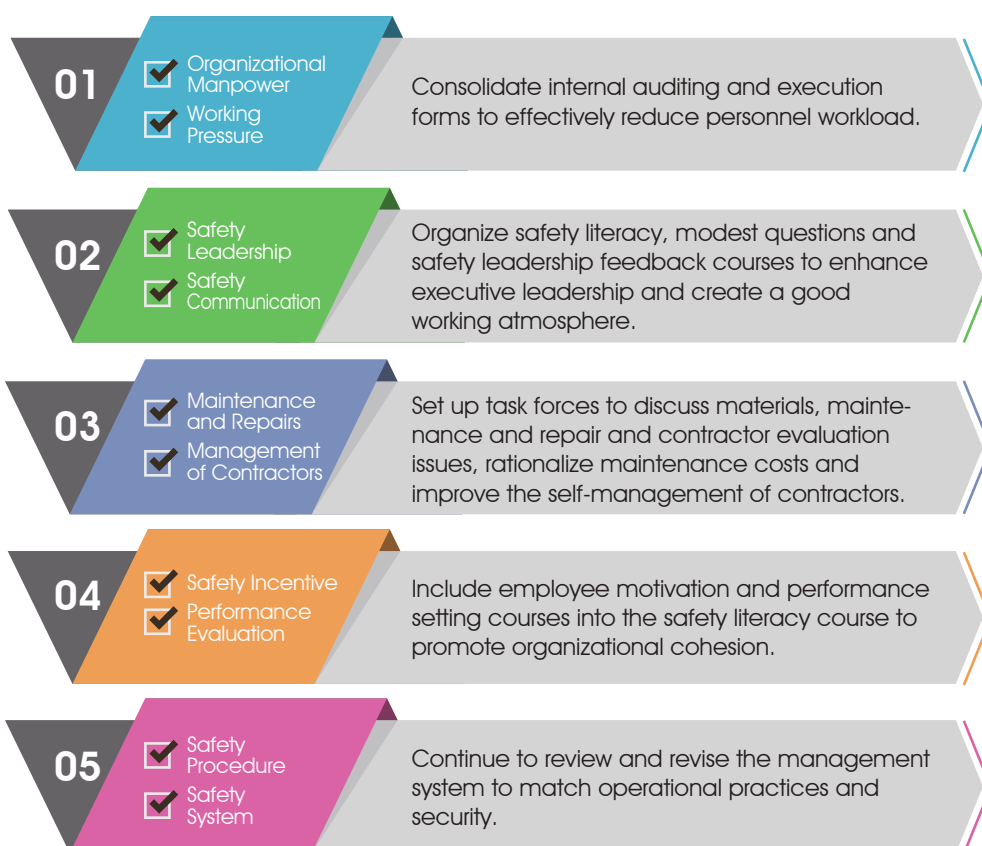 01
Organizational
Manpower
Working
Pressure
Consolidate internal auditing and execution
forms to effectively reduce personnel workload.
02
Safety
Leadership
Safety
Communication
Organize safety literacy, modest questions and
safety leadership feedback courses to enhance
executive leadership and create a good
working atmosphere.
03
Maintenance
and Repairs
Management
of Contractors
Set up task forces to discuss materials, mainte-
nance and repair and contractor evaluation
issues, rationalize maintenance costs and
improve the self-management of contractors.
04
Safety Incentive
Performance
Evaluation
Include employee motivation and performance
setting courses into the safety literacy course to
promote organizational cohesion.
05
Safety
Procedure
Safety
System
Continue to review and revise the management
system to match operational practices and
security.